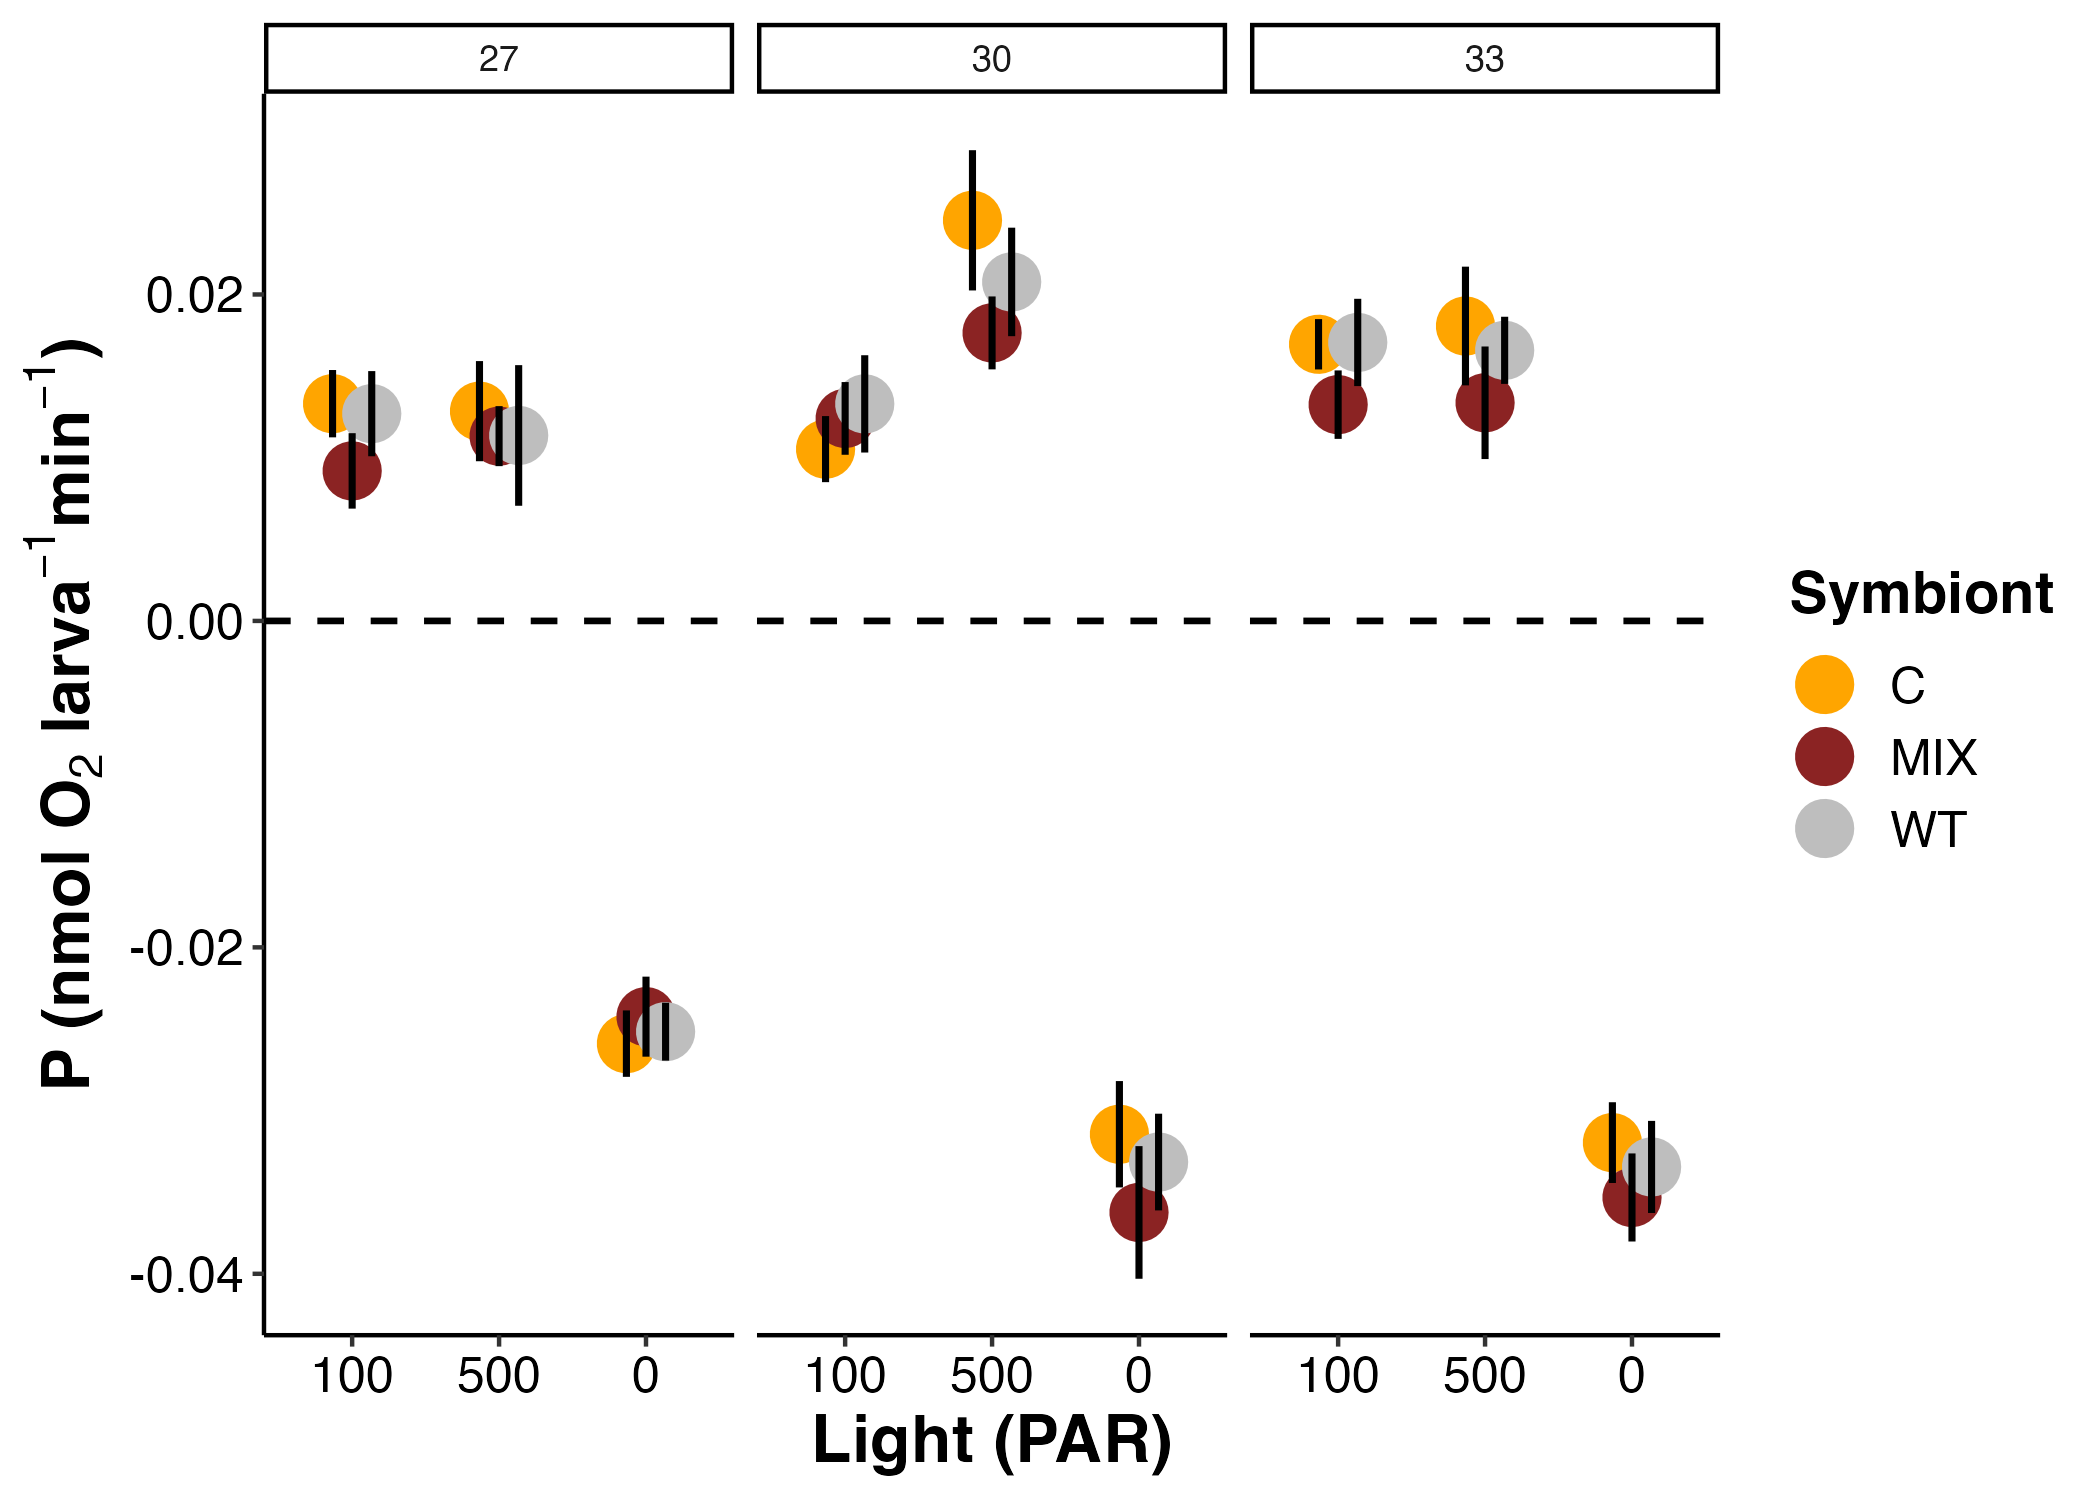 27 30 33
P (nmol O₂ larva⁻¹min⁻¹)
0.02
0.00
-0.02
-0.04
100 500 0 100 500 0 100 500 0
Light (PAR)
Symbiont
C
MIX
WT